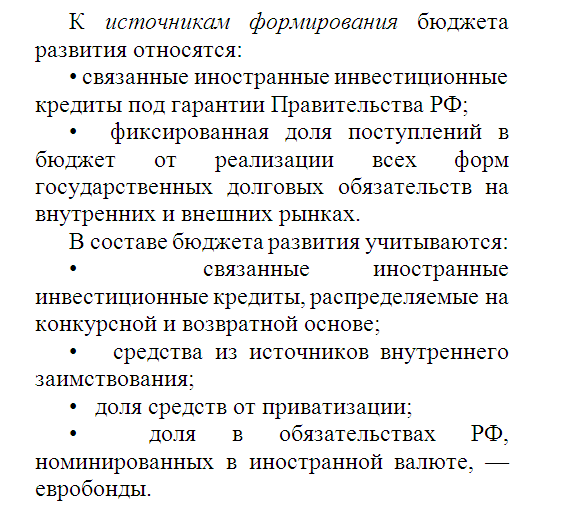 К источникам формирования бюджета
развития относятся:
• связанные иностранные инвестиционные
кредиты под гарантии Правительства РФ;
• фиксированная доля поступлений в
бюджет от реализации всех форм
государственных долговых обязательств на
внутренних и внешних рынках.
В составе бюджета развития учитываются:
• связанные иностранные
инвестиционные кредиты, распределяемые на
конкурсной и возвратной основе;
• средства из источников внутреннего
заимствования;
• доля средств от приватизации;
• доля в обязательствах РФ,
номинированных в иностранной валюте, —
евробонды.